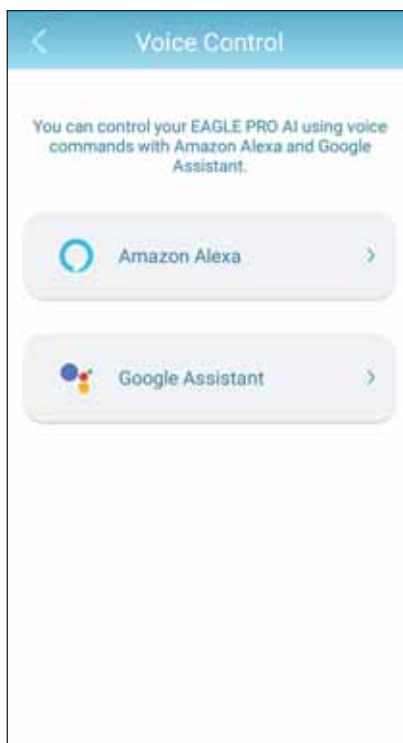 Voice Control
You can control your EAGLE PRO AI using voice
commands with Amazon Alexa and Google
Assistant.
Amazon Alexa
Google Assistant